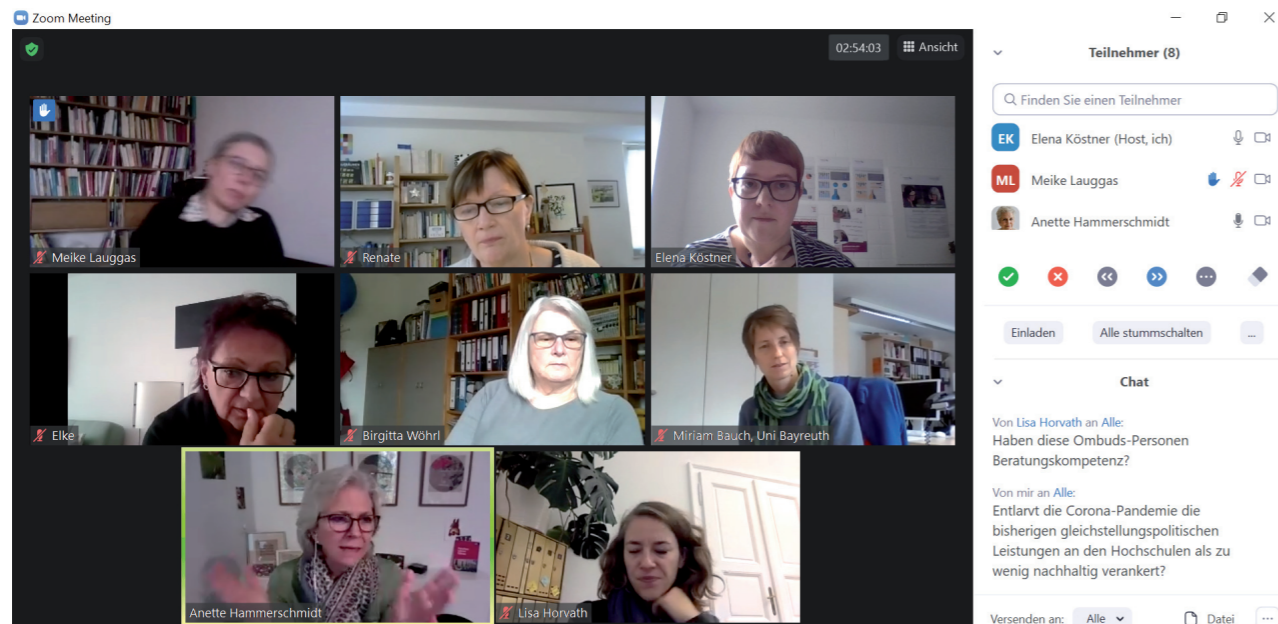 Zoom Meeting
02:54:03
Ansicht
Meike Lauggas
Renate
Elena Köstner
Elke
Birgitta Wöhrl
Miriam Bauch, Uni Bayreuth
Anette Hammerschmidt
Lisa Horvath
Teilnehmer (8)
Finden Sie einen Teilnehmer
EK
Elena Köstner (Host, ich)
ML
Meike Lauggas
Anette Hammerschmidt
Einladen
Alle stummschalten
...
Chat
Von Lisa Horvath an Alle:
Haben diese Ombuds-Personen
Beratungskompetenz?
Von mir an Alle:
Entlarvt die Corona-Pandemie die
bisherigen gleichstellungspolitischen
Leistungen an den Hochschulen als zu
wenig nachhaltig verankert?
Versenden an:
Alle
Datei
...